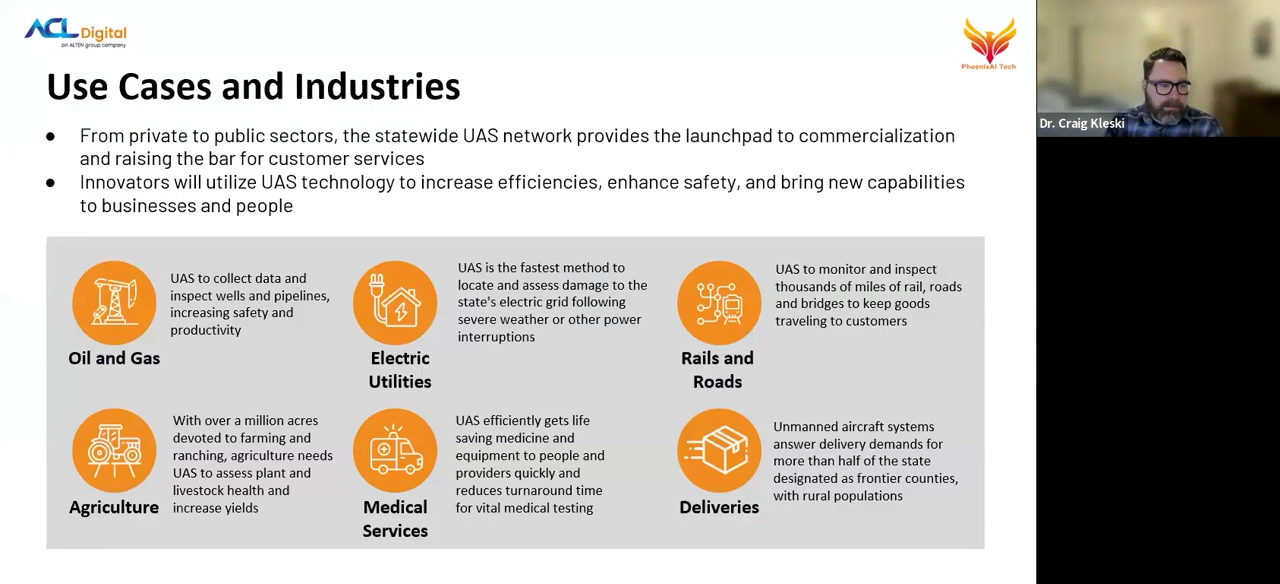 ACL Digital
an ALTEN group company
PhoenixAI Tech
Dr. Craig Kleski
Use Cases and Industries
● From private to public sectors, the statewide UAS network provides the launchpad to commercialization
and raising the bar for customer services
● Innovators will utilize UAS technology to increase efficiencies, enhance safety, and bring new capabilities
to businesses and people
UAS to collect data and
inspect wells and pipelines,
increasing safety and
productivity
Oil and Gas
UAS is the fastest method to
locate and assess damage to the
state's electric grid following
severe weather or other power
interruptions
Electric
Utilities
UAS to monitor and inspect
thousands of miles of rail, roads
and bridges to keep goods
traveling to customers
Rails and
Roads
With over a million acres
devoted to farming and
ranching, agriculture needs
UAS to assess plant and
livestock health and
increase yields
Agriculture
UAS efficiently gets life
saving medicine and
equipment to people and
providers quickly and
reduces turnaround time
for vital medical testing
Medical
Services
Unmanned aircraft systems
answer delivery demands for
more than half of the state
designated as frontier counties,
with rural populations
Deliveries